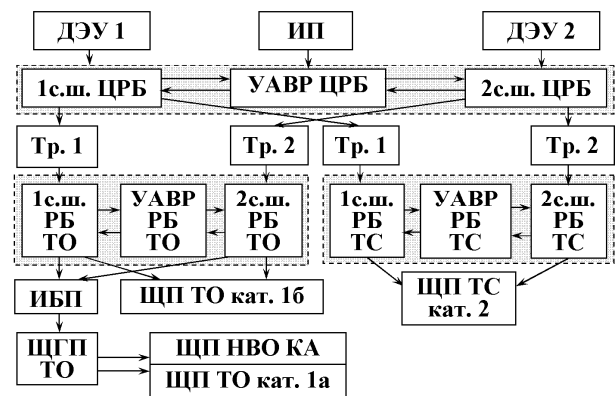 ДЭУ 1
ИП
ДЭУ 2
1с.ш. ЦРБ
УАВР ЦРБ
2с.ш. ЦРБ
Тр. 1
Тр. 2
Тр. 1
Тр. 2
1с.ш.
РБ
ТО
УАВР
РБ
ТО
2с.ш.
РБ
ТО
1с.ш.
РБ
ТС
УАВР
РБ
ТС
2с.ш.
РБ
ТС
ИБП
ЩП ТО кат. 1б
ЩП ТС
кат. 2
ЩГП
ТО
ЩП НВО КА
ЩП ТО кат. 1а